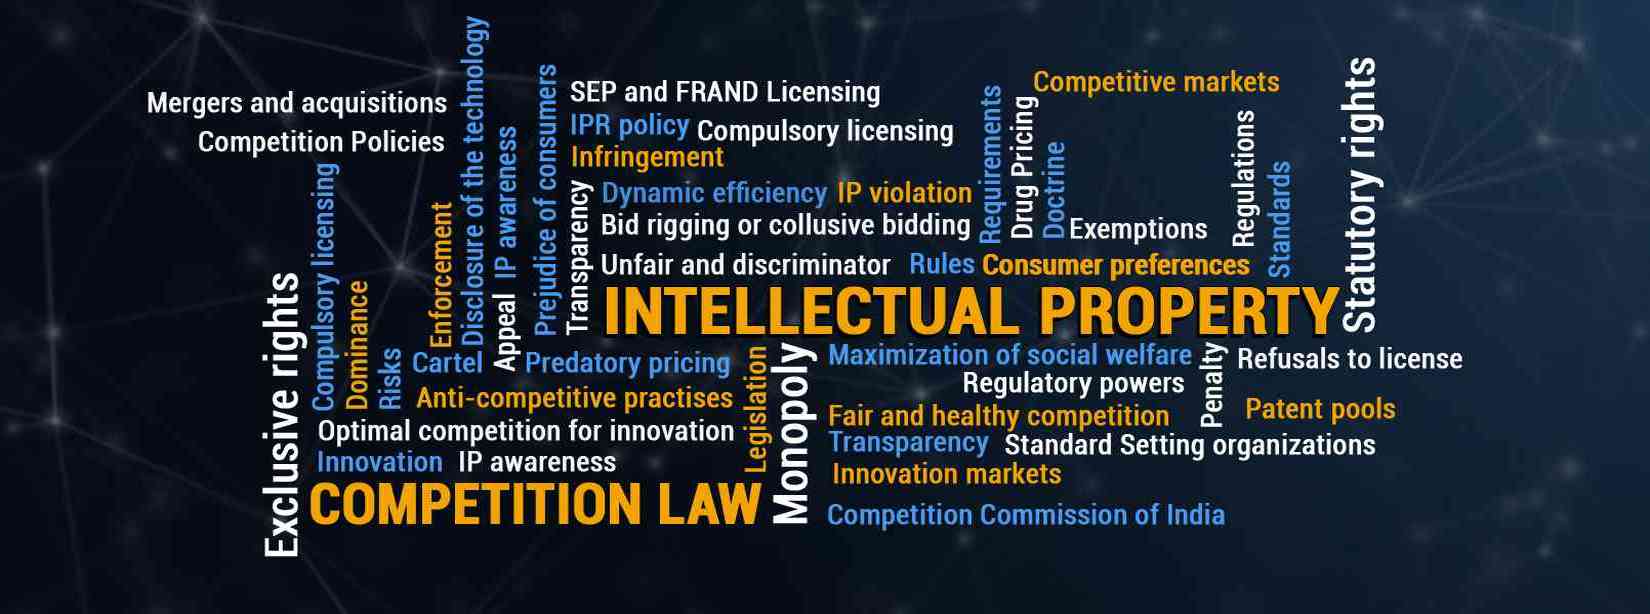 Mergers and acquisitions
Competition Policies
Disclosure of the technology
Prejudice of consumers
SEP and FRAND Licensing
IPR policy
Compulsory licensing
Infringement
Competitive markets
Requirements
Drug Pricing
Doctrine
Regulations
Standards
Statutory rights
Compulsory licensing
Enforcement
IP awareness
Transparency
Dynamic efficiency
IP violation
Bid rigging or collusive bidding
Exemptions
Unfair and discriminator
Rules
Consumer preferences
INTELLECTUAL PROPERTY
Exclusive rights
Dominance
Risks
Cartel
Appeal
Predatory pricing
Legislation
Monopoly
Maximization of social welfare
Penalty
Refusals to license
Regulatory powers
Anti-competitive practises
Fair and healthy competition
Patent pools
Optimal competition for innovation
Transparency
Standard Setting organizations
Innovation
IP awareness
Innovation markets
COMPETITION LAW
Competition Commission of India